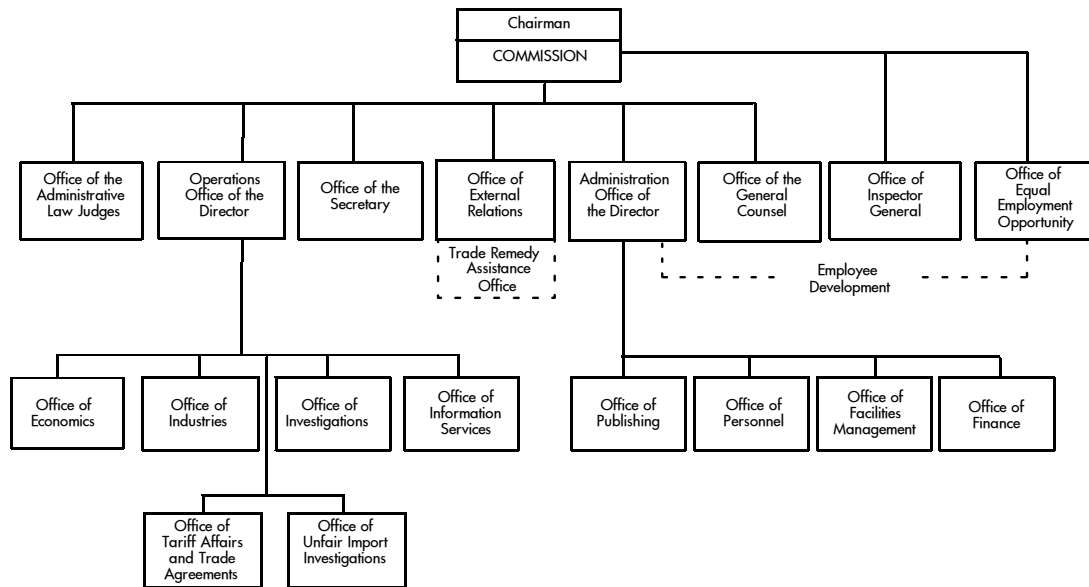 Chairman
COMMISSION
Office of the
Administrative
Law Judges
Operations
Office of the
Director
Office of the
Secretary
Office of
External
Relations
Administration
Office of
the Director
Office of the
General
Counsel
Office of
Inspector
General
Office of
Equal
Employment
Opportunity
Trade Remedy
Assistance
Office
Employee
Development
Office of
Economics
Office of
Industries
Office of
Investigations
Office of
Information
Services
Office of
Publishing
Office of
Personnel
Office of
Facilities
Management
Office of
Finance
Office of
Tariff Affairs
and Trade
Agreements
Office of
Unfair Import
Investigations